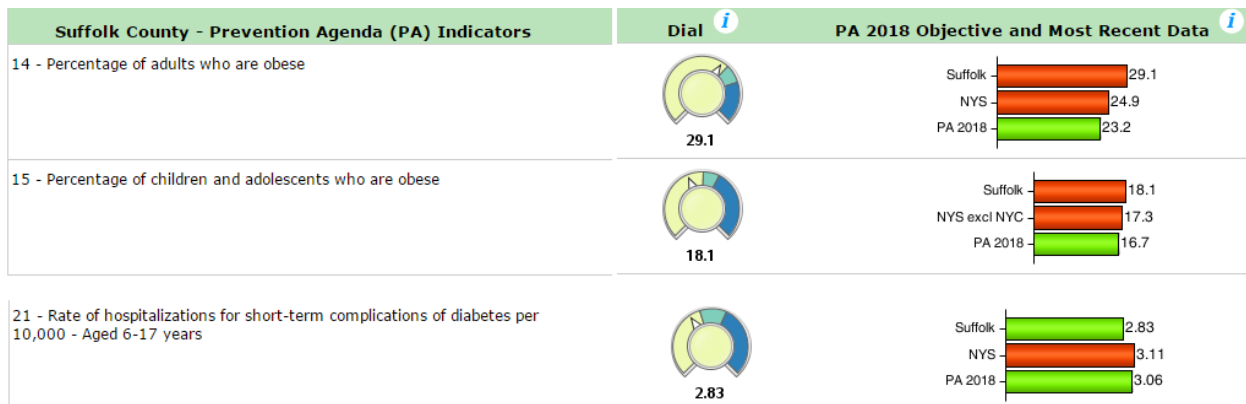 Suffolk County - Prevention Agenda (PA) Indicators
Dial i
PA 2018 Objective and Most Recent Data i
14 - Percentage of adults who are obese
29.1
Suffolk 29.1
NYS 24.9
PA 2018 23.2
15 - Percentage of children and adolescents who are obese
18.1
Suffolk 18.1
NYS excl NYC 17.3
PA 2018 16.7
21 - Rate of hospitalizations for short-term complications of diabetes per
10,000 - Aged 6-17 years
2.83
Suffolk 2.83
NYS 3.11
PA 2018 3.06